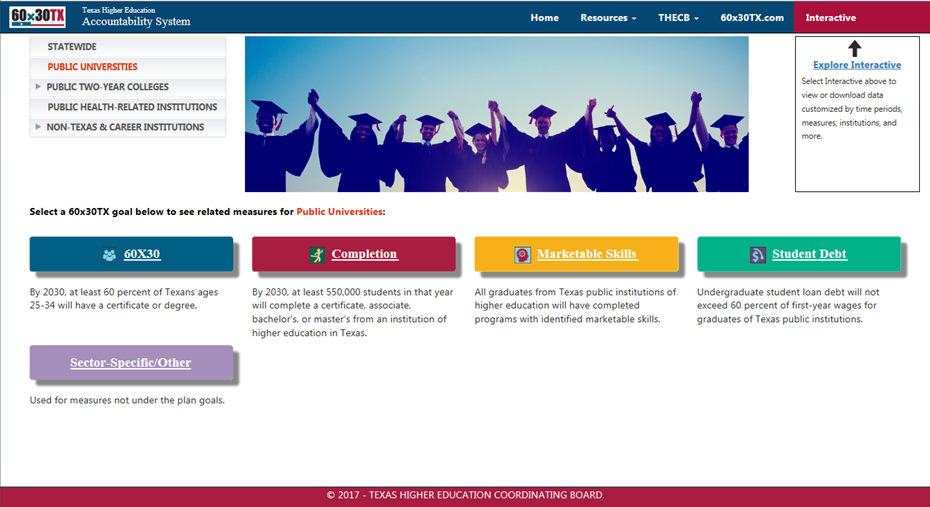 60x30TX
Texas Higher Education
Accountability System
Home
Resources
THECB
60x30TX.com
Interactive
STATEWIDE
PUBLIC UNIVERSITIES
PUBLIC TWO-YEAR COLLEGES
PUBLIC HEALTH-RELATED INSTITUTIONS
NON-TEXAS & CAREER INSTITUTIONS
Explore Interactive
Select Interactive above to
view or download data
customized by time periods,
measures, institutions, and
more.
Select a 60x30TX goal below to see related measures for Public Universities:
60X30
By 2030, at least 60 percent of Texans ages
25-34 will have a certificate or degree.
Completion
By 2030, at least 550,000 students in that year
will complete a certificate, associate,
bachelor's, or master's from an institution of
higher education in Texas.
Marketable Skills
All graduates from Texas public institutions of
higher education will have completed
programs with identified marketable skills.
Student Debt
Undergraduate student loan debt will not
exceed 60 percent of first-year wages for
graduates of Texas public institutions.
Sector-Specific/Other
Used for measures not under the plan goals.
© 2017 - TEXAS HIGHER EDUCATION COORDINATING BOARD